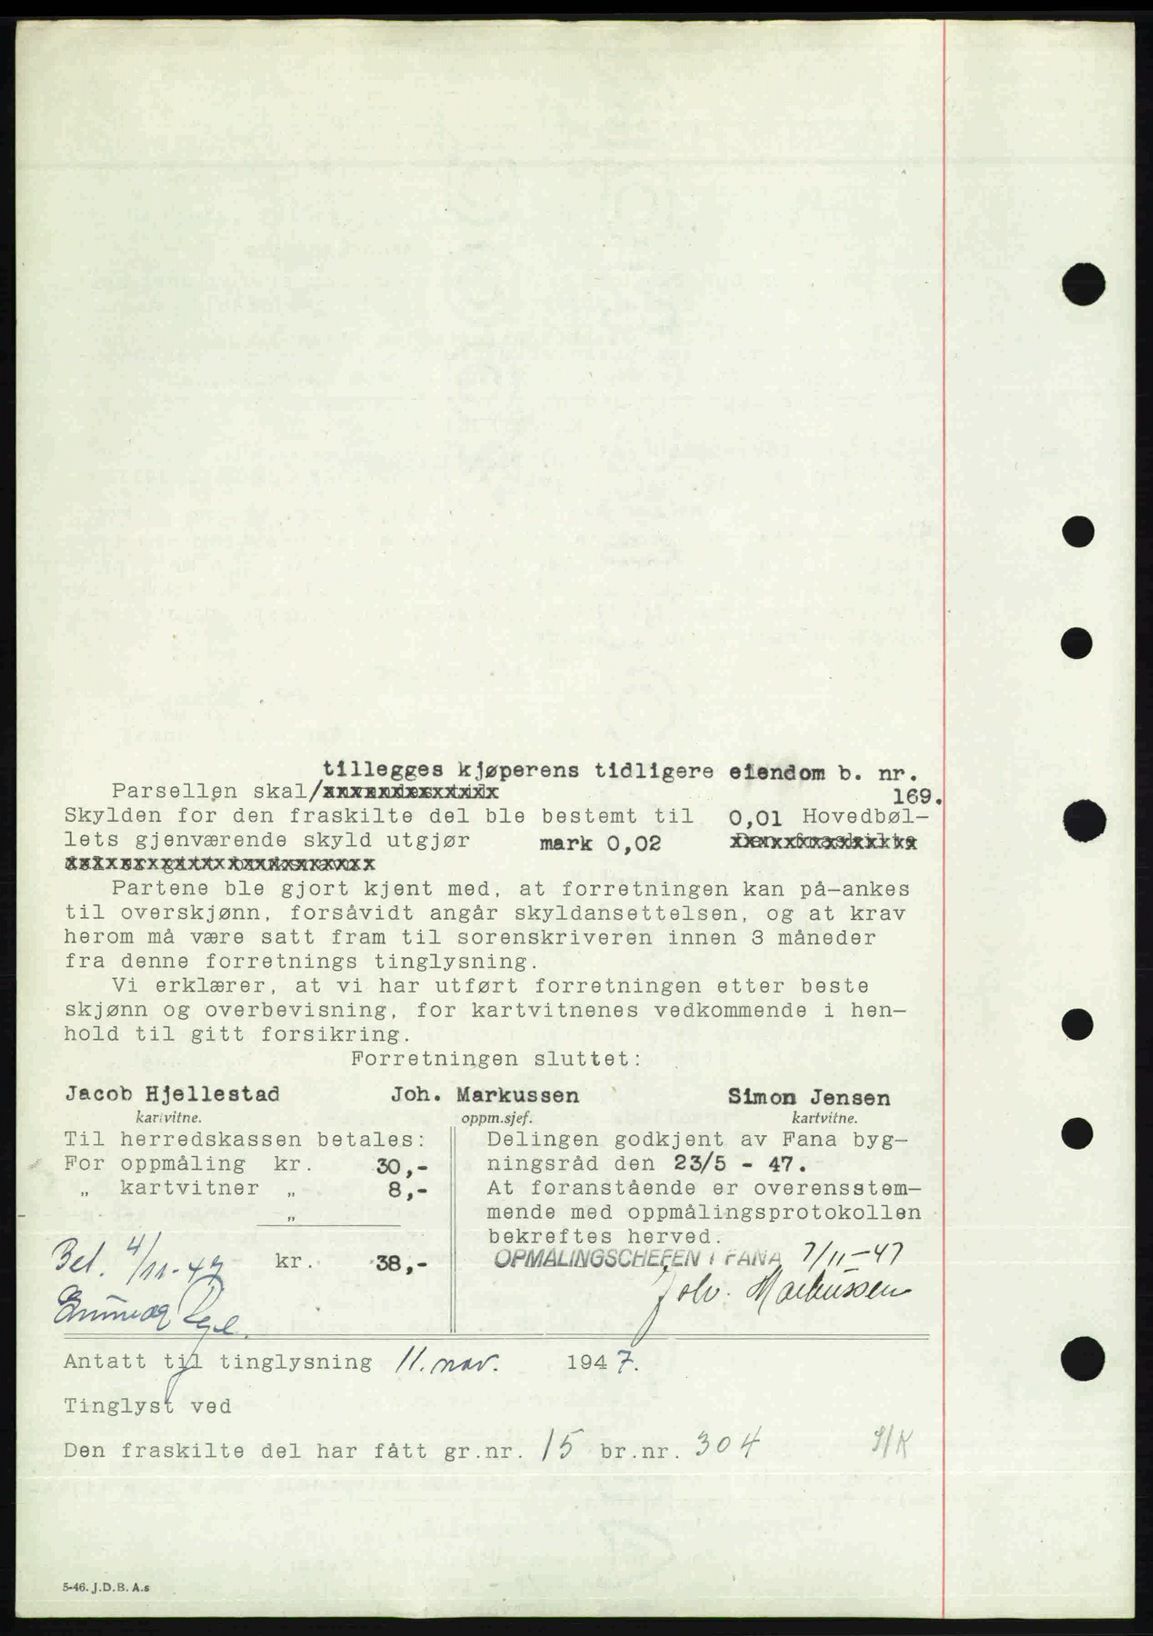 tillegges kjøperens tidligere eiendom b. nr.
Parsellen skal/ 169.
Skylden for den fraskilte del ble bestemt til 0,01 Hovedbøl-
lets gjenværende skyld utgjør mark 0,02
Partene ble gjort kjent med, at forretningen kan på-ankes
til overskjønn, forsåvidt angår skyldansettelsen, og at krav
herom må være satt fram til sorenskriveren innen 3 måneder
fra denne forretnings tinglysning.
Vi erklærer, at vi har utført forretningen etter beste
skjønn og overbevisning, for kartvitnenes vedkommende i hen-
hold til gitt forsikring.
Forretningen sluttet:
Jacob Hjellestad Joh. Markussen Simon Jensen
kartvitne. oppm.sjef. kartvitne.
Til herredskassen betales:
For oppmåling kr. 30,-
„ kartvitner „ 8,-
„
Bet. 4/11-47 kr. 38,-
Delingen godkjent av Fana byg-
ningsråd den 23/5 - 47.
At foranstående er overensstem-
mende med oppmålingsprotokollen
bekreftes herved.
OPMÅLINGSCHEFEN I FANA 7/11-47
Joh. Markussen
Antatt til tinglysning 11. nov. 1947.
Tinglyst ved
Den fraskilte del har fått gr.nr. 15 br.nr. 304
5-46. J.D.B. A.s